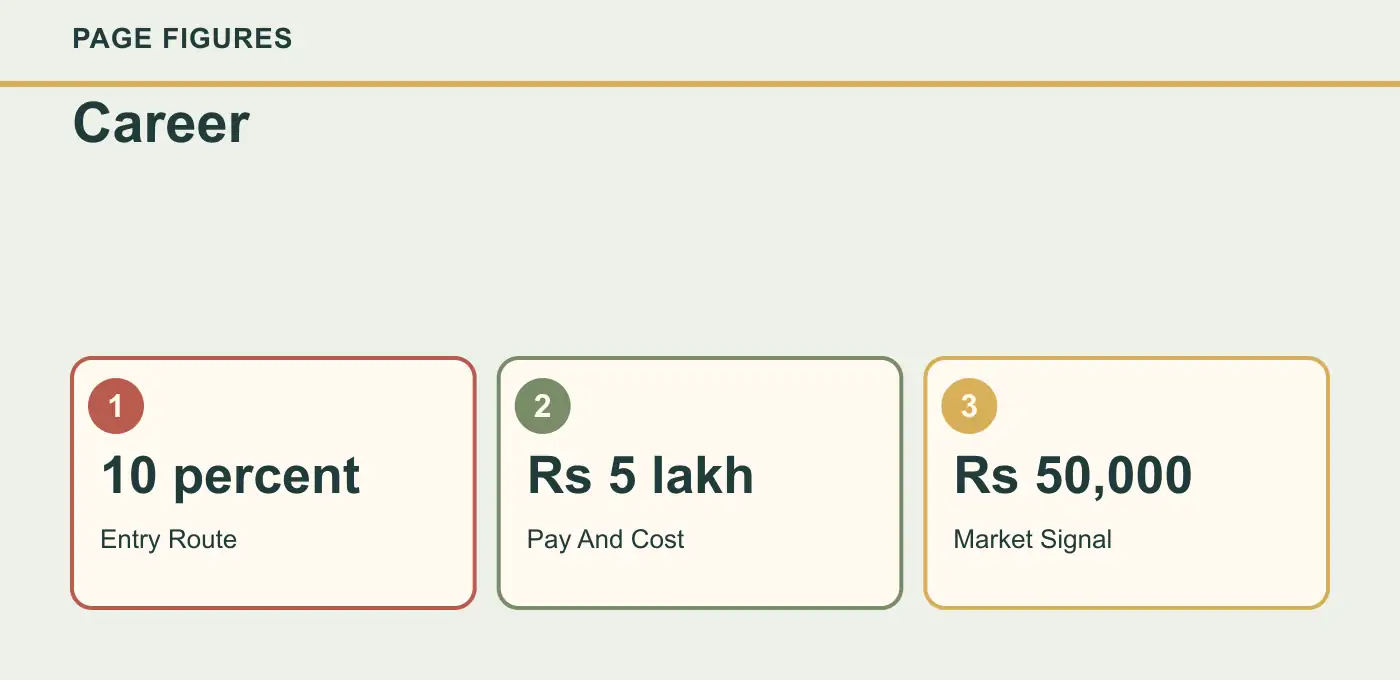 PAGE FIGURES
Career
1
10 percent
Entry Route
2
Rs 5 lakh
Pay And Cost
3
Rs 50,000
Market Signal